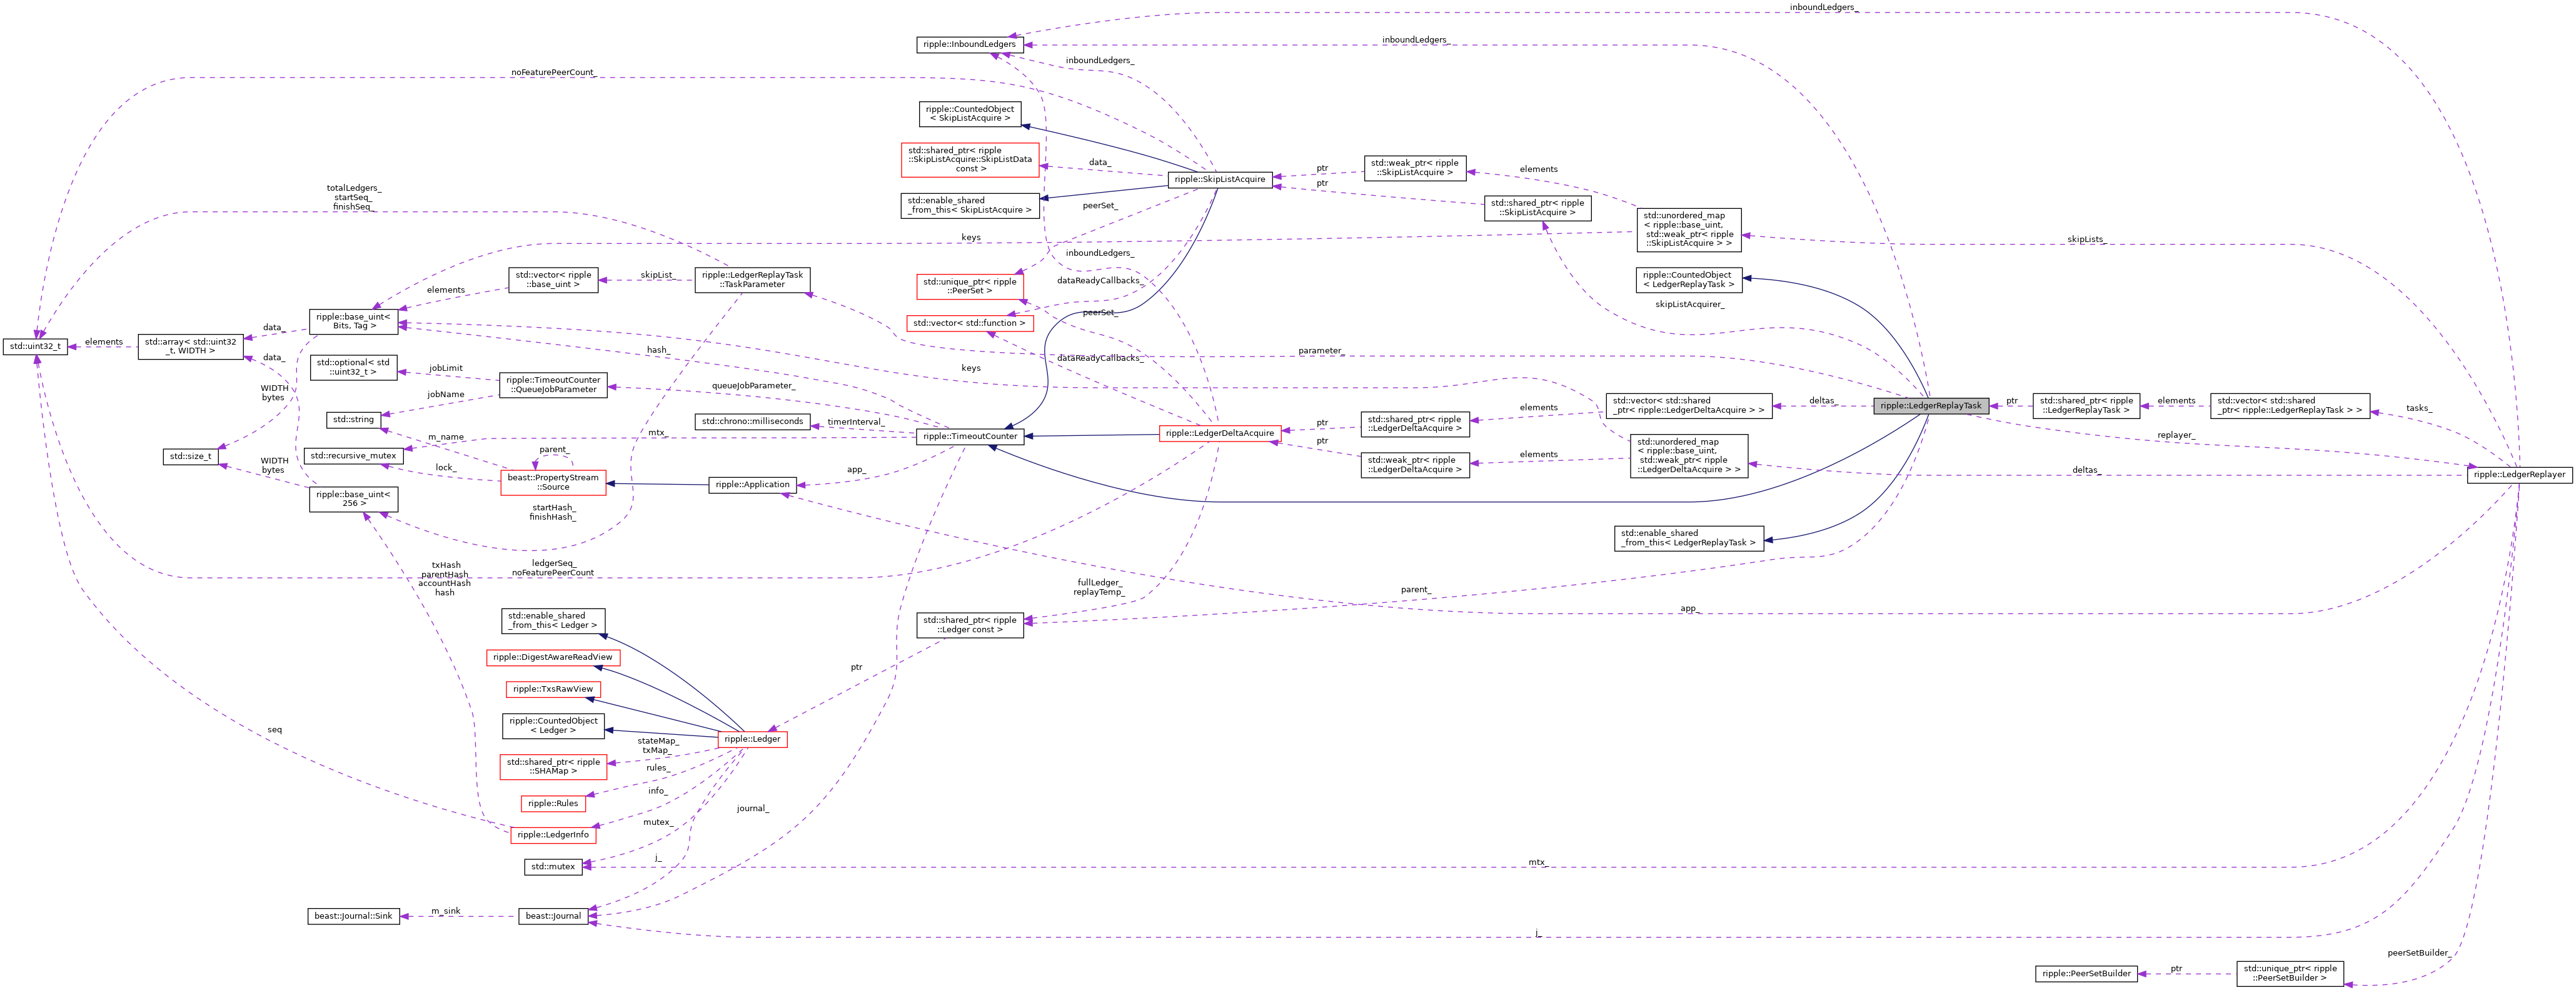 inboundLedgers_
inboundLedgers_
ripple::InboundLedgers
inboundLedgers_
noFeaturePeerCount_
ripple::CountedObject
< SkipListAcquire >
std::shared_ptr< ripple
::SkipListAcquire::SkipListData
const >
data_
ripple::SkipListAcquire
ptr
ptr
std::weak_ptr< ripple
::SkipListAcquire >
elements
std::enable_shared
_from_this< SkipListAcquire >
peerSet_
std::shared_ptr< ripple
::SkipListAcquire >
std::unordered_map
< ripple::base_uint,
std::weak_ptr< ripple
::SkipListAcquire > >
skipLists_
totalLedgers_
startSeq_
finishSeq_
keys
inboundLedgers_
ripple::CountedObject
< LedgerReplayTask >
std::vector< ripple
::base_uint >
skipList_
ripple::LedgerReplayTask
::TaskParameter
std::unique_ptr< ripple
::PeerSet >
dataReadyCallbacks_
elements
skipListAcquirer_
ripple::base_uint<
Bits, Tag >
data_
std::vector< std::function >
peerSet_
std::uint32_t
elements
std::array< std::uint32
_t, WIDTH >
hash_
parameter_
data_
std::optional< std
::uint32_t >
jobLimit
dataReadyCallbacks_
keys
ripple::TimeoutCounter
::QueueJobParameter
queueJobParameter_
WIDTH
bytes
jobName
std::string
std::chrono::milliseconds
timerInterval_
ripple::TimeoutCounter
ripple::LedgerDeltaAcquire
ptr
std::shared_ptr< ripple
::LedgerDeltaAcquire >
elements
std::vector< std::shared
_ptr< ripple::LedgerDeltaAcquire > >
deltas_
ripple::LedgerReplayTask
ptr
std::shared_ptr< ripple
::LedgerReplayTask >
elements
std::vector< std::shared
_ptr< ripple::LedgerReplayTask > >
tasks_
replayer_
m_name
mtx_
std::size_t
std::recursive_mutex
lock_
parent_
beast::PropertyStream
::Source
app_
ripple::Application
ptr
std::weak_ptr< ripple
::LedgerDeltaAcquire >
elements
std::unordered_map
< ripple::base_uint,
std::weak_ptr< ripple
::LedgerDeltaAcquire > >
deltas_
ripple::LedgerReplayer
WIDTH
bytes
ripple::base_uint<
256 >
startHash_
finishHash_
std::enable_shared
_from_this< LedgerReplayTask >
txHash
parentHash
accountHash
hash
ledgerSeq_
noFeaturePeerCount
fullLedger_
replayTemp_
parent_
app_
std::enable_shared
_from_this< Ledger >
std::shared_ptr< ripple
::Ledger const >
ripple::DigestAwareReadView
ptr
ripple::TxsRawView
ripple::CountedObject
< Ledger >
ripple::Ledger
seq
stateMap_
txMap_
std::shared_ptr< ripple
::SHAMap >
rules_
info_
ripple::Rules
journal_
mutex_
ripple::LedgerInfo
j_
std::mutex
mtx_
beast::Journal::Sink
m_sink
beast::Journal
j_
peerSetBuilder_
ripple::PeerSetBuilder
ptr
std::unique_ptr< ripple
::PeerSetBuilder >